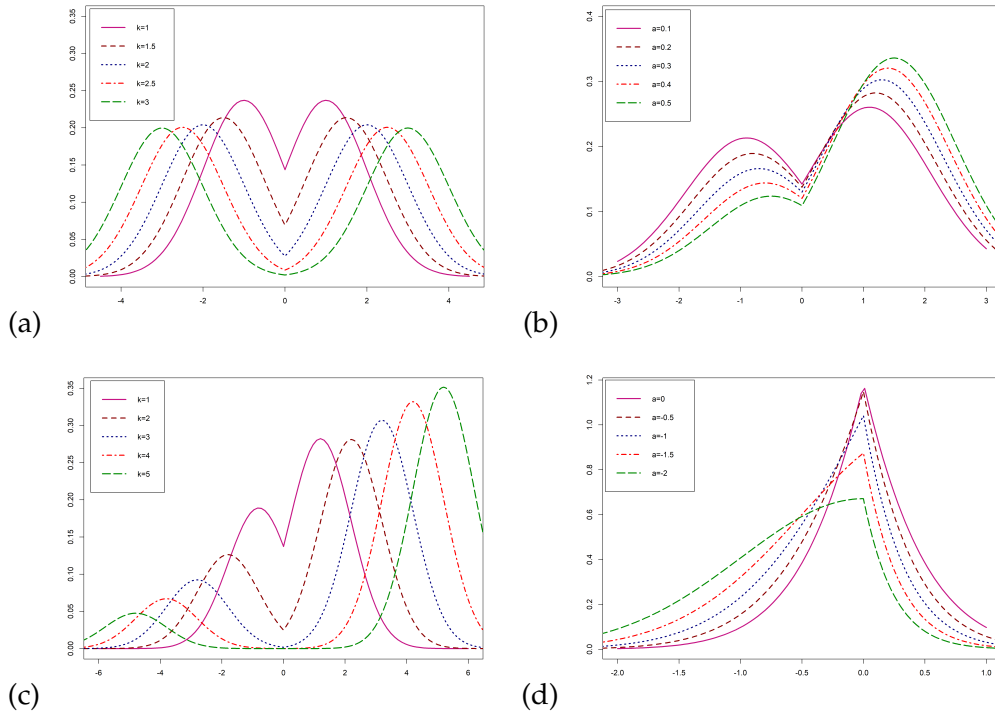 0.00 0.05 0.10 0.15 0.20 0.25 0.30 0.35
k=1
k=1.5
k=2
k=2.5
k=3
-4 -2 0 2 4
(a)
0.0 0.1 0.2 0.3 0.4
a=0.1
a=0.2
a=0.3
a=0.4
a=0.5
-3 -2 -1 0 1 2 3
(b)
0.00 0.05 0.10 0.15 0.20 0.25 0.30 0.35
k=1
k=2
k=3
k=4
k=5
-6 -4 -2 0 2 4 6
(c)
0.0 0.2 0.4 0.6 0.8 1.0 1.2
a=0
a=-0.5
a=-1
a=-1.5
a=-2
-2.0 -1.5 -1.0 -0.5 0.0 0.5 1.0
(d)